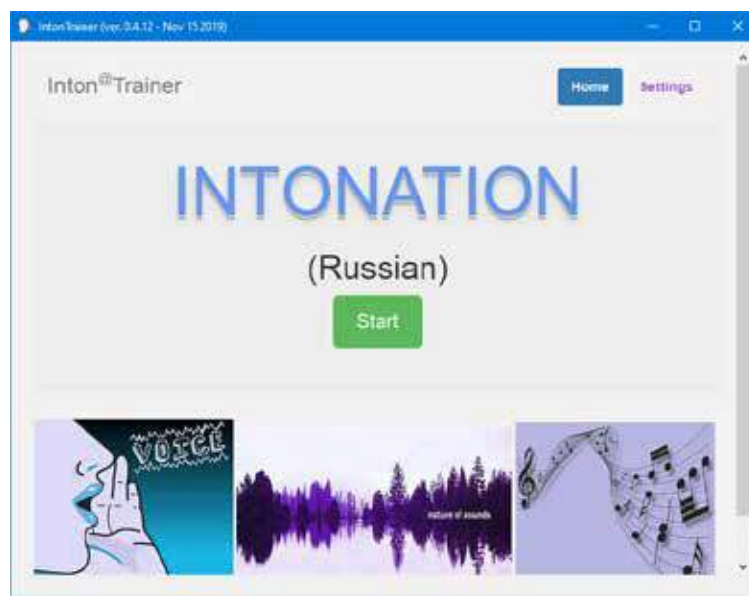 IntonTrainer (ver. 0.4.12 - Nov 15 2019)
Inton@Trainer
Home
Settings
INTONATION
(Russian)
Start
VOICE
nature of sounds